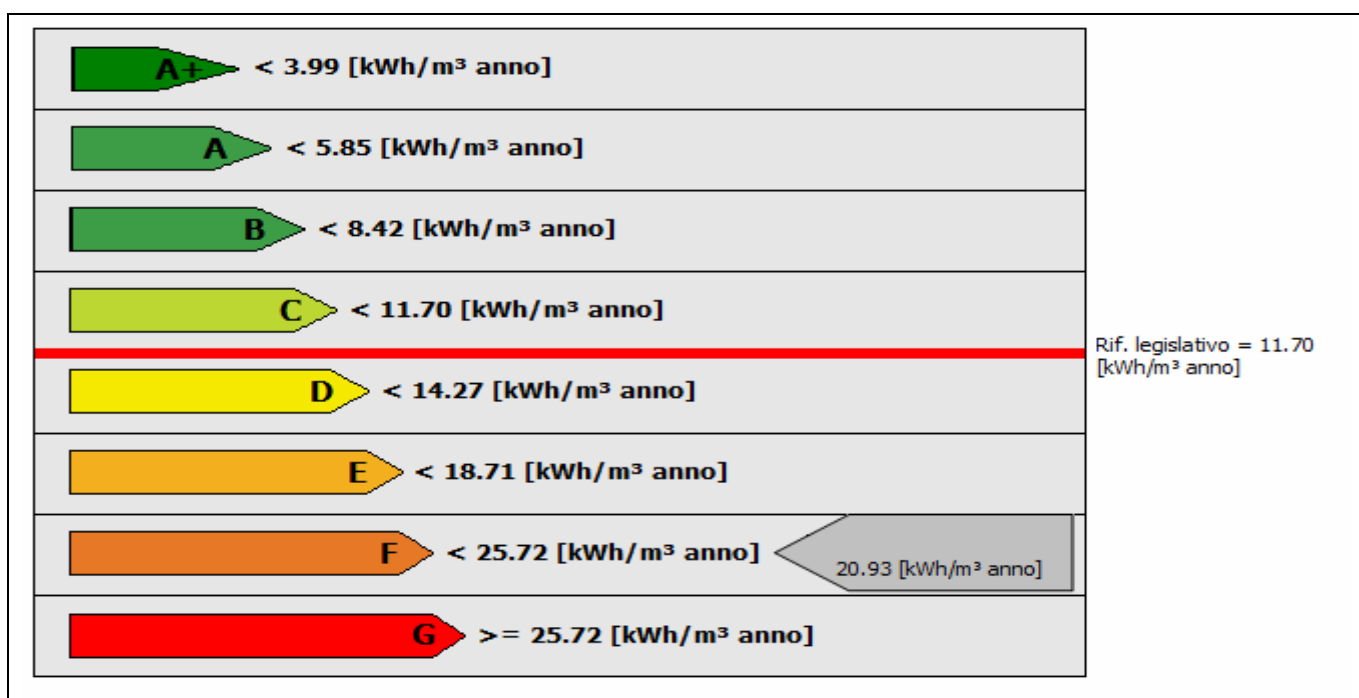 A+ < 3.99 [kWh/m³ anno]
A < 5.85 [kWh/m³ anno]
B < 8.42 [kWh/m³ anno]
C < 11.70 [kWh/m³ anno]
Rif. legislativo = 11.70
[kWh/m³ anno]
D < 14.27 [kWh/m³ anno]
E < 18.71 [kWh/m³ anno]
F < 25.72 [kWh/m³ anno]
20.93 [kWh/m³ anno]
G >= 25.72 [kWh/m³ anno]